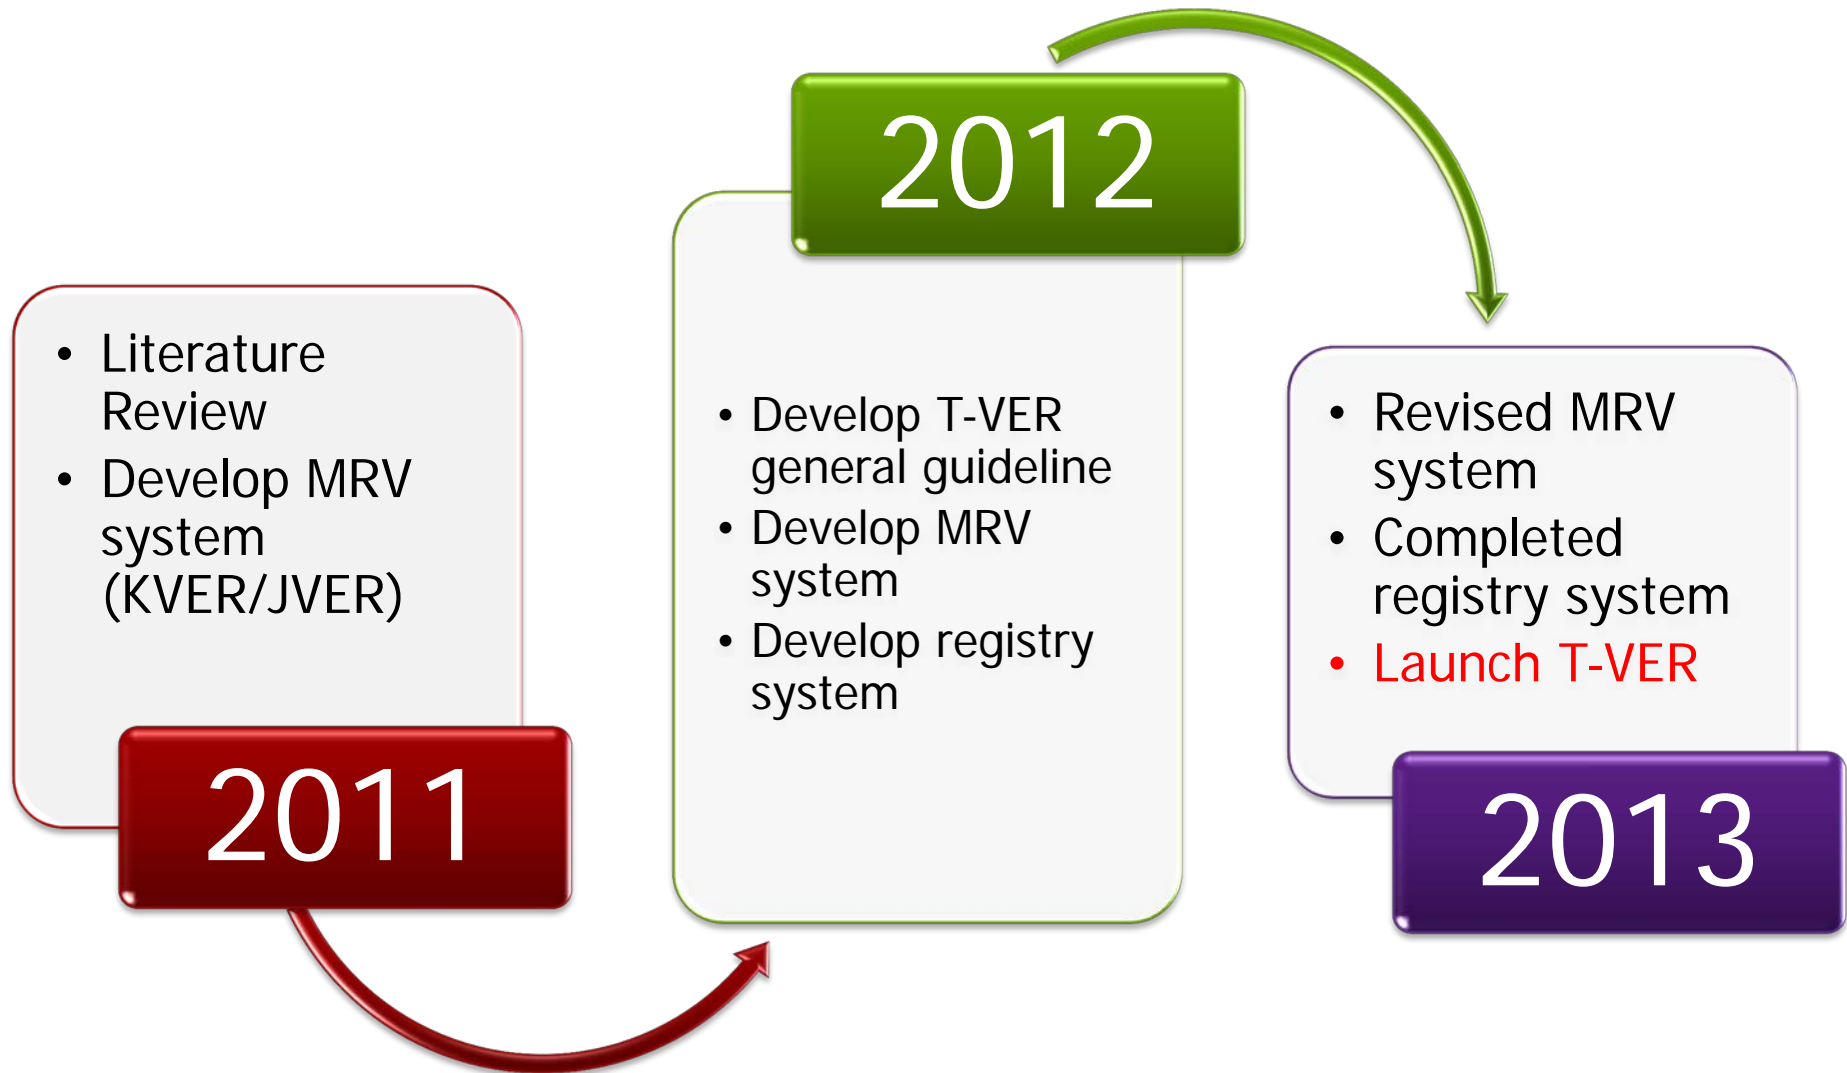 • Literature
Review
• Develop MRV
system
(KVER/JVER)
2011
2012
• Develop T-VER
general guideline
• Develop MRV
system
• Develop registry
system
• Revised MRV
system
• Completed
registry system
• Launch T-VER
2013